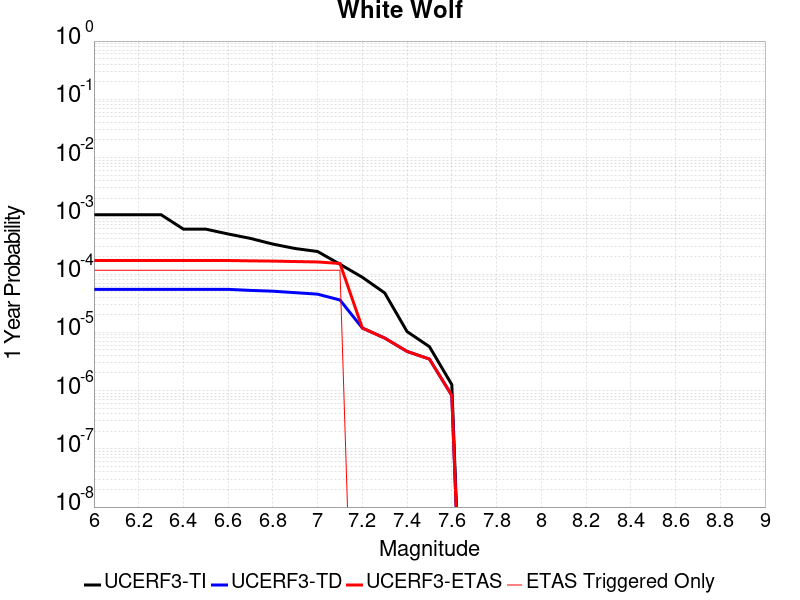 White Wolf
10 0
10 -1
10 -2
10 -3
10 -4
10 -5
10 -6
10 -7
10 -8
1 Year Probability
6 6.2 6.4 6.6 6.8 7 7.2 7.4 7.6 7.8 8 8.2 8.4 8.6 8.8 9
Magnitude
UCERF3-TI UCERF3-TD UCERF3-ETAS ETAS Triggered Only